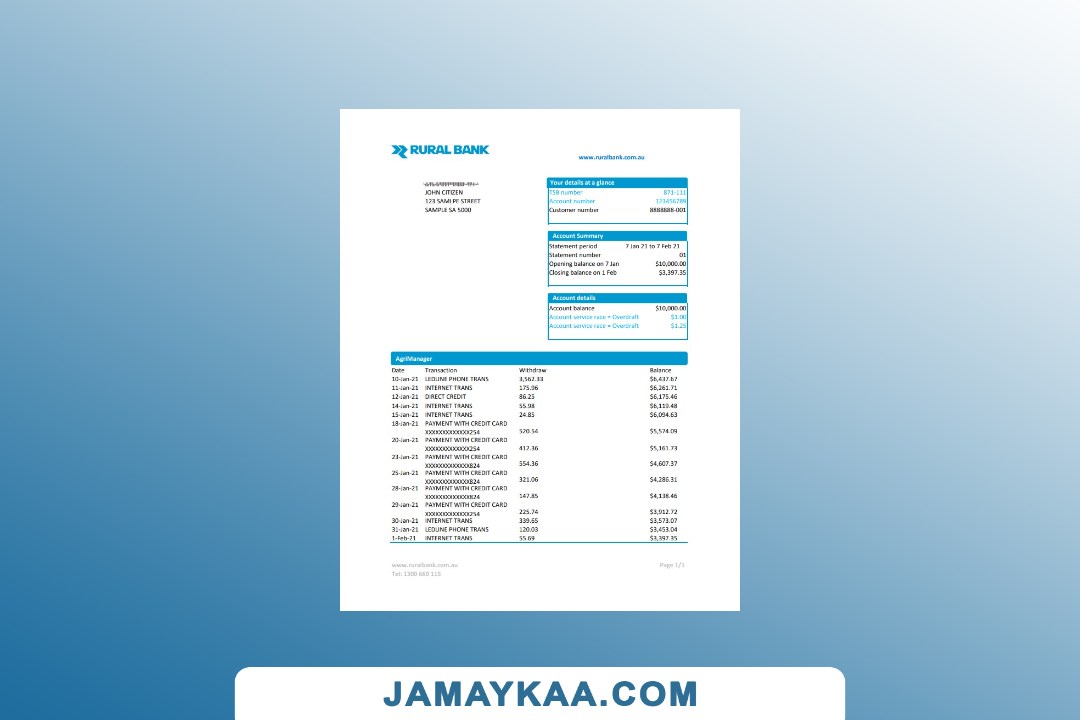 RURAL BANK
www.ruralbank.com.au
JOHN CITIZEN
123 SAMLPE STREET
SAMPLE SA 5000
Your details at a glance
TSB number 871-111
Account number 123456789
Customer number 8888888-001
Account Summary
Statement period 7 Jan 21 to 7 Feb 21
Statement number 01
Opening balance on 7 Jan $10,000.00
Closing balance on 1 Feb $3,397.35
Account details
Account balance $10,000.00
Account service race = Overdraft $1.00
Account service race = Overdraft $1.25
AgriManager
Date Transaction Withdraw Balance
10-Jan-21 LEDLINE PHONE TRANS 3,562.33 $6,437.67
11-Jan-21 INTERNET TRANS 175.96 $6,261.71
12-Jan-21 DIRECT CREDIT 86.25 $6,175.46
14-Jan-21 INTERNET TRANS 55.98 $6,119.48
15-Jan-21 INTERNET TRANS 24.85 $6,094.63
18-Jan-21 PAYMENT WITH CREDIT CARD
XXXXXXXXXXXXX254 520.54 $5,574.09
20-Jan-21 PAYMENT WITH CREDIT CARD
XXXXXXXXXXXXX254 412.36 $5,161.73
23-Jan-21 PAYMENT WITH CREDIT CARD
XXXXXXXXXXXXX824 554.36 $4,607.37
25-Jan-21 PAYMENT WITH CREDIT CARD
XXXXXXXXXXXXX824 321.06 $4,286.31
28-Jan-21 PAYMENT WITH CREDIT CARD
XXXXXXXXXXXXX824 147.85 $4,138.46
29-Jan-21 PAYMENT WITH CREDIT CARD
XXXXXXXXXXXXX254 225.74 $3,912.72
30-Jan-21 INTERNET TRANS 339.65 $3,573.07
31-Jan-21 LEDLINE PHONE TRANS 120.03 $3,453.04
1-Feb-21 INTERNET TRANS 55.69 $3,397.35
www.ruralbank.com.au Page 1/3
Tel: 1300 660 115
JAMAYKAA.COM